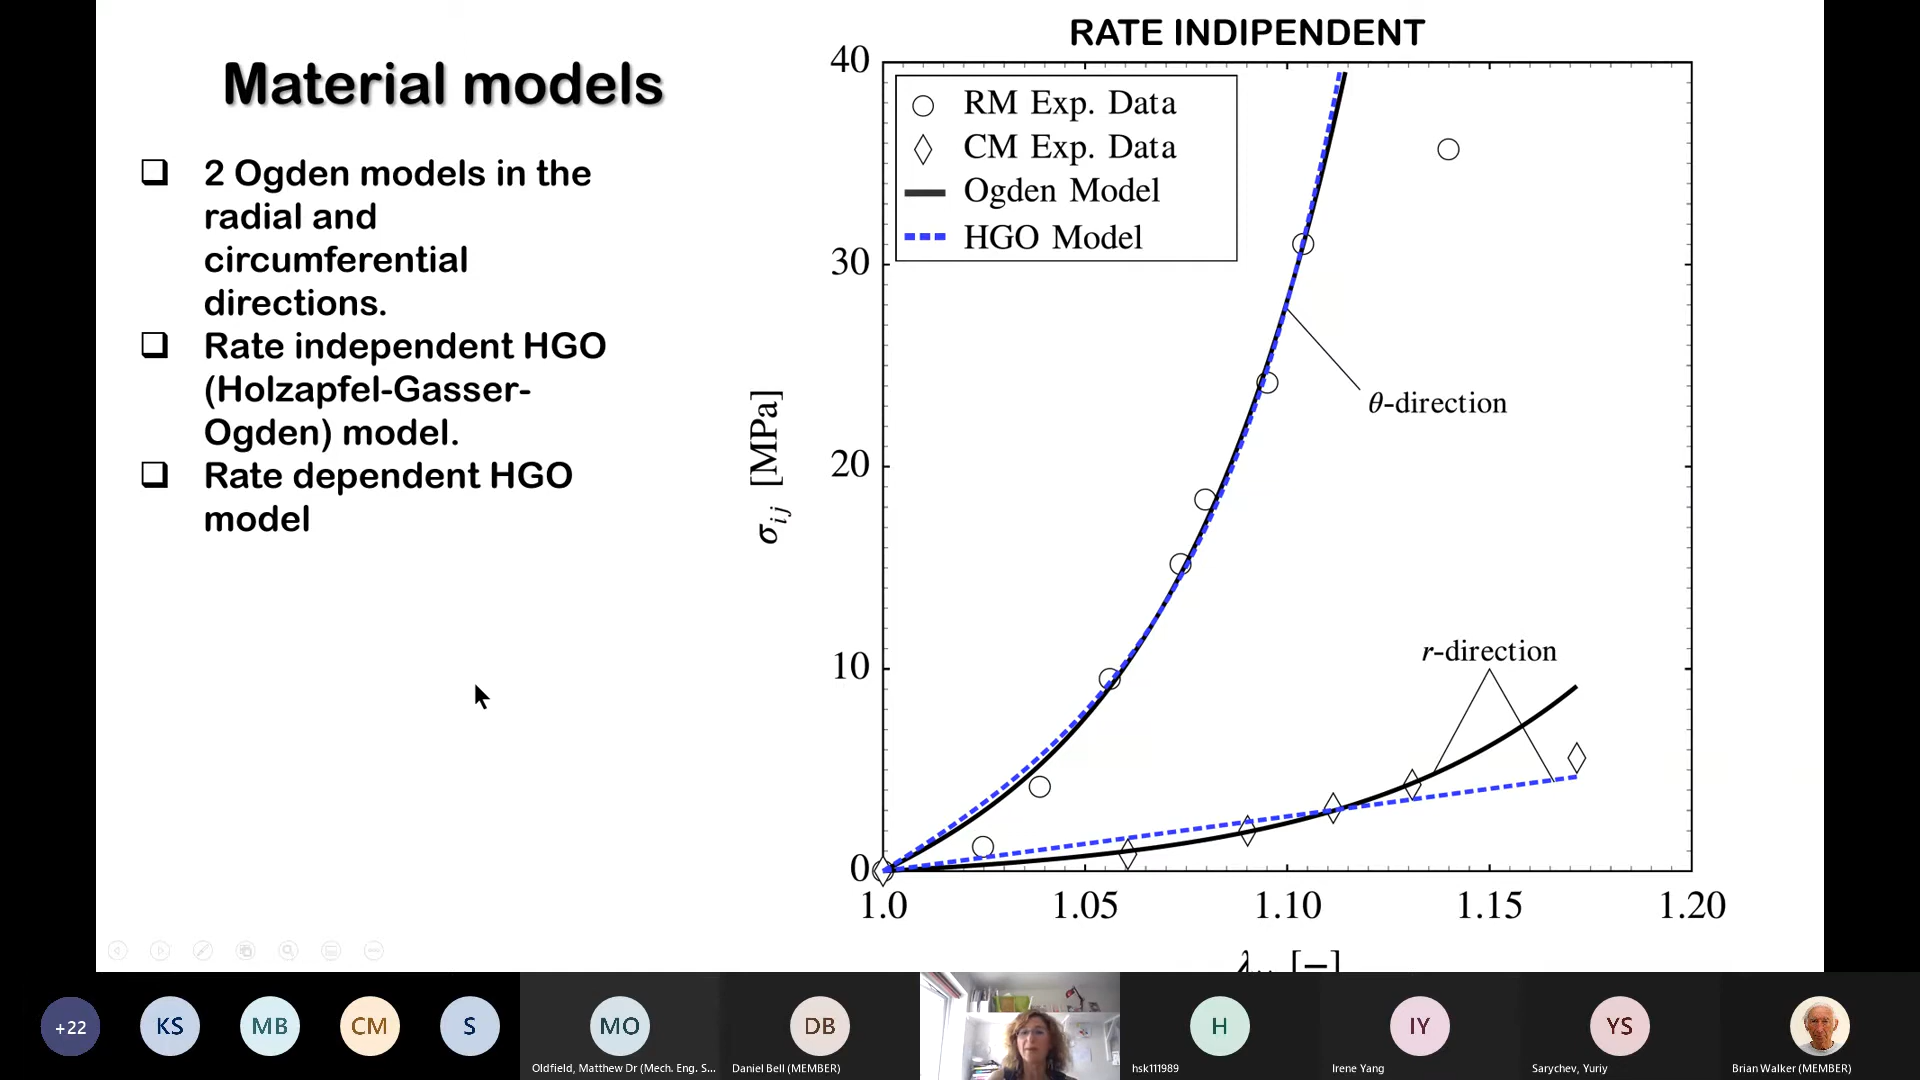 Material models
❑ 2 Ogden models in the
radial and
circumferential
directions.
❑ Rate independent HGO
(Holzapfel-Gasser-
Ogden) model.
❑ Rate dependent HGO
model
RATE INDIPENDENT
RM Exp. Data
CM Exp. Data
Ogden Model
HGO Model
40
30
20
10
0
σij [MPa]
θ-direction
r-direction
1.0 1.05 1.10 1.15 1.20
[−]
+22
KS
MB
CM
S
MO
Oldfield, Matthew Dr (Mech. Eng. S...
DB
Daniel Bell (MEMBER)
H
hsk111989
IY
Irene Yang
YS
Sarychev, Yuriy
Brian Walker (MEMBER)